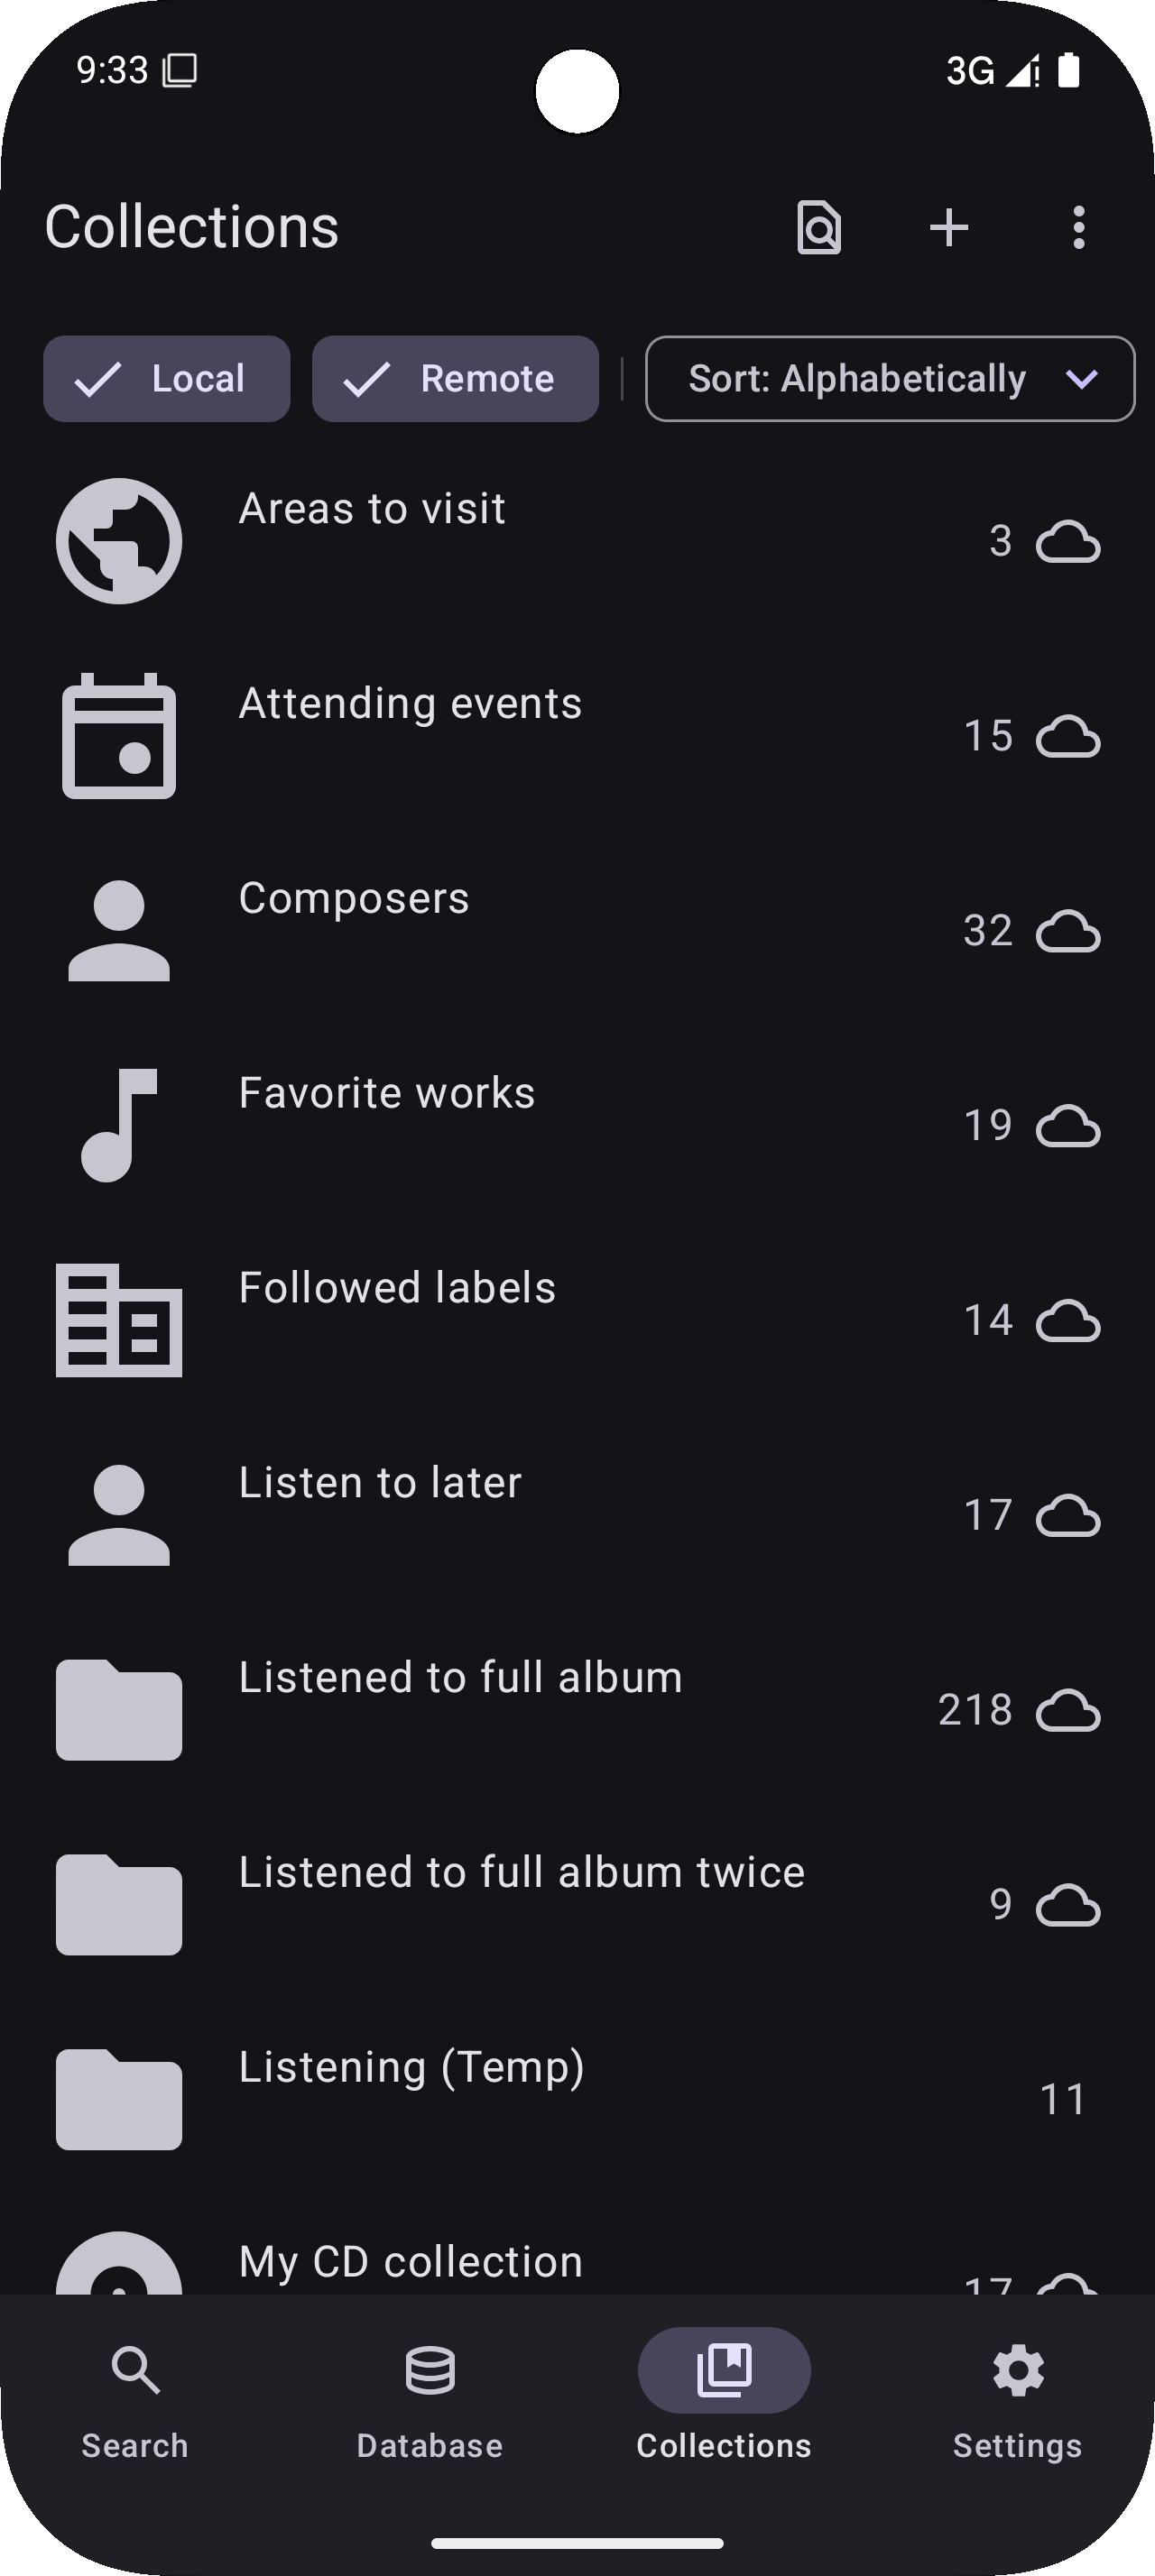 9:33
3G
Collections
Local
Remote
Sort: Alphabetically
Areas to visit
3
Attending events
15
Composers
32
Favorite works
19
Followed labels
14
Listen to later
17
Listened to full album
218
Listened to full album twice
9
Listening (Temp)
11
My CD collection
17
Search
Database
Collections
Settings